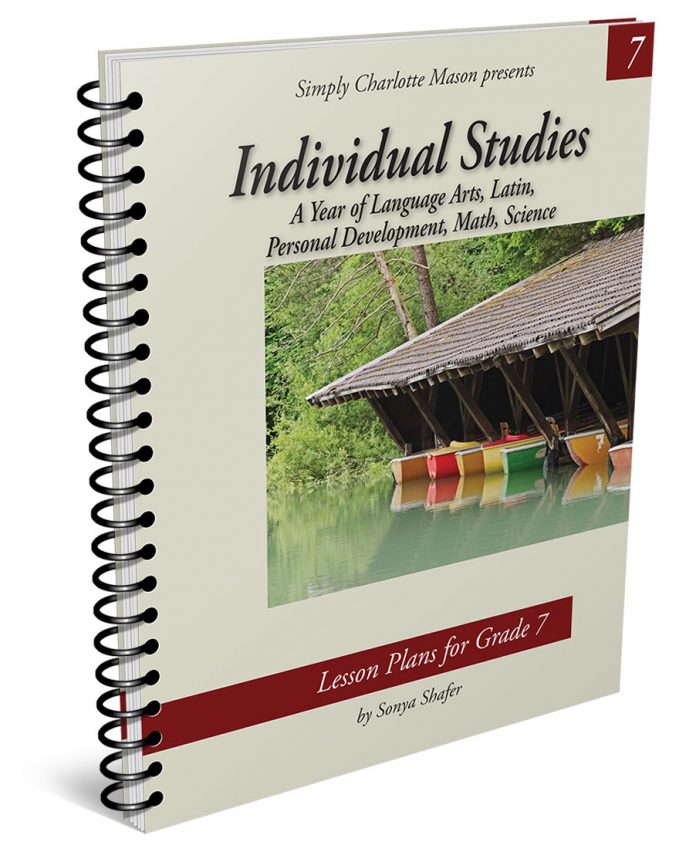 7
Simply Charlotte Mason presents
Individual Studies
A Year of Language Arts, Latin,
Personal Development, Math, Science
7
Lesson Plans for Grade 7
by Sonya Shafer